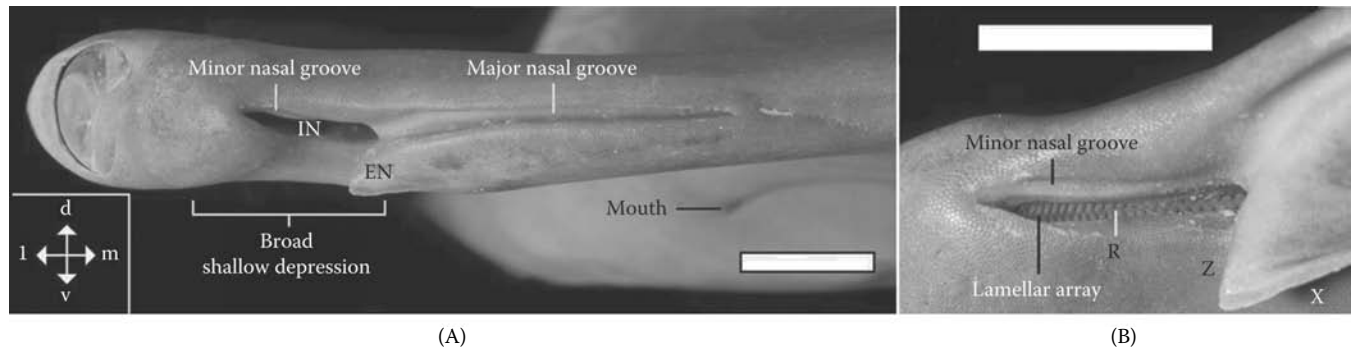 Minor nasal groove
Major nasal groove
IN
EN
Mouth
d
l m
v
Broad
shallow depression
(A)
Minor nasal groove
R
Z
Lamellar array
X
(B)